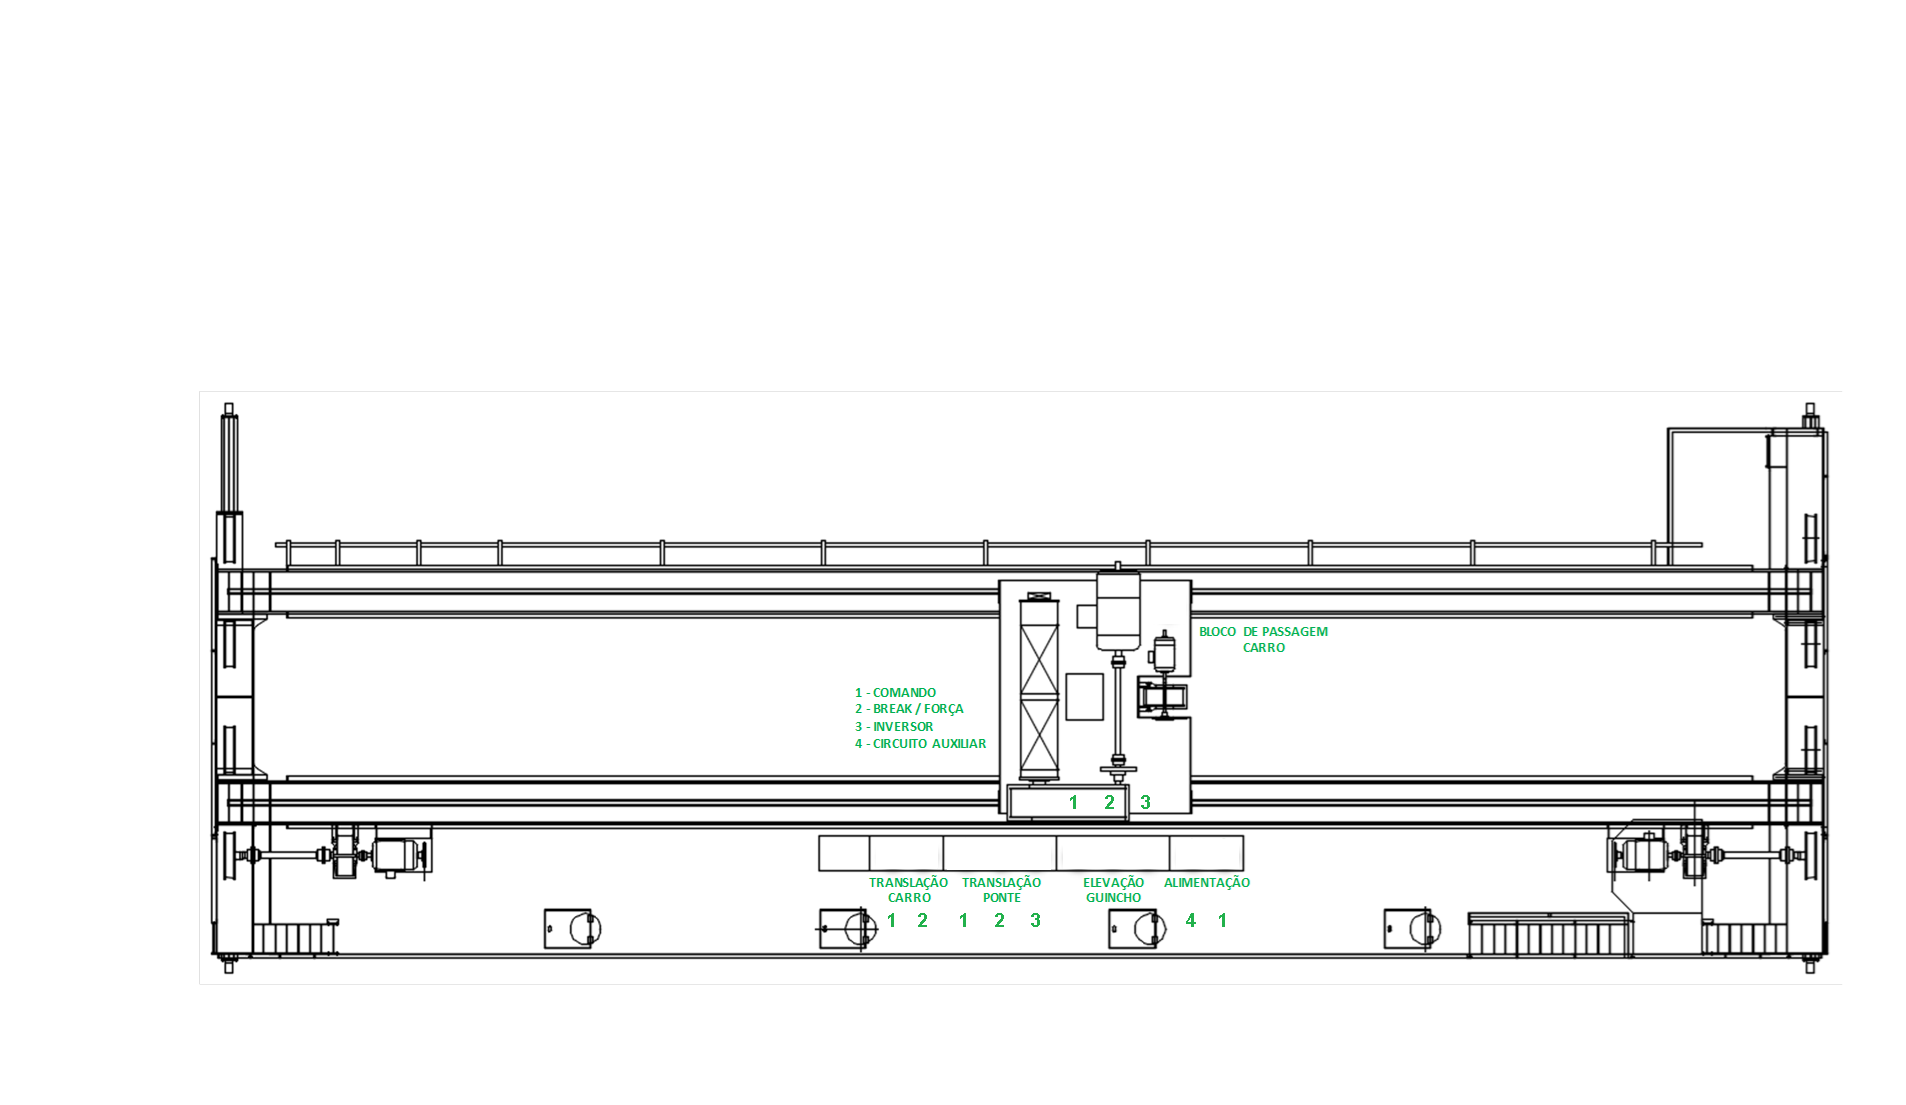 BLOCO DE PASSAGEM
CARRO
1 - COMANDO
2 - BREAK / FORÇA
3 - INVERSOR
4 - CIRCUITO AUXILIAR
1 2 3
TRANSLAÇÃO TRANSLAÇÃO ELEVAÇÃO ALIMENTAÇÃO
CARRO PONTE GUINCHO
1 2 1 2 3 4 1